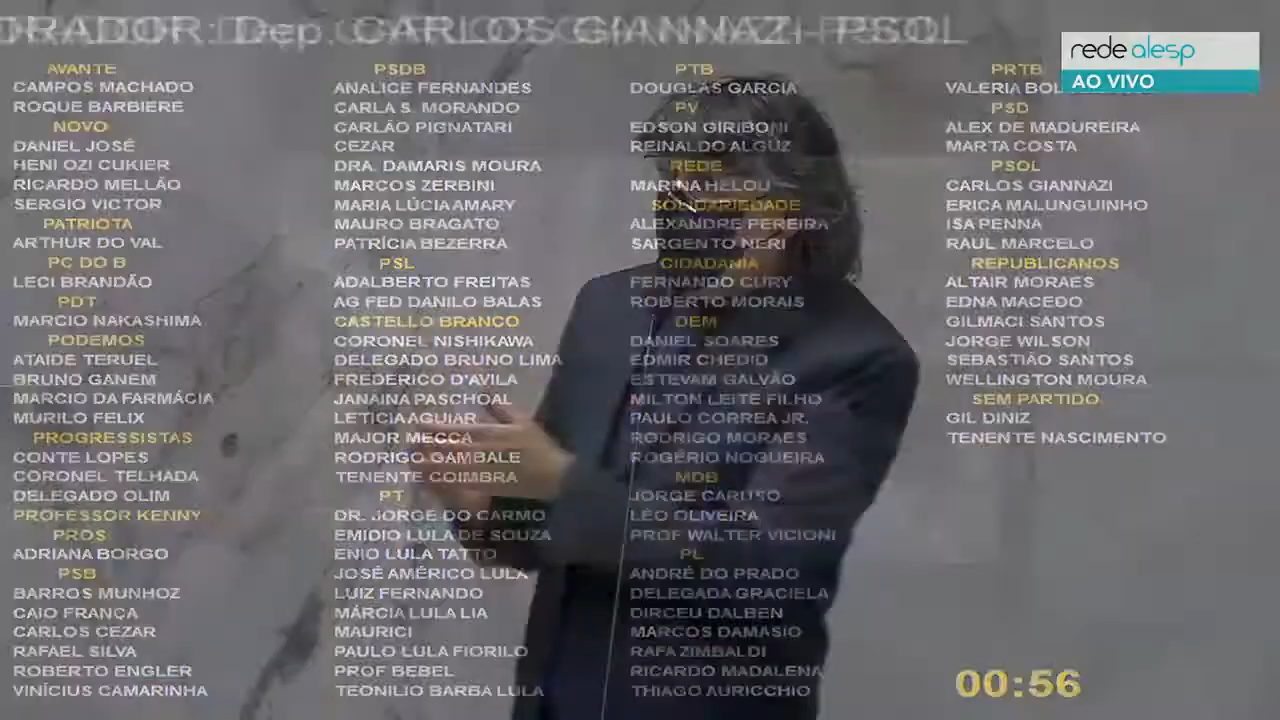 ORADOR: Dep. CARLOS GIANNAZI - PSOL
rede alesp
AO VIVO
AVANTE
CAMPOS MACHADO
ROQUE BARBIERE
NOVO
DANIEL JOSÉ
HENI OZI CUKIER
RICARDO MELLÃO
SERGIO VICTOR
PATRIOTA
ARTHUR DO VAL
PC DO B
LECI BRANDÃO
PDT
MARCIO NAKASHIMA
PODEMOS
ATAIDE TERUEL
BRUNO GANEM
MARCIO DA FARMÁCIA
MURILO FELIX
PROGRESSISTAS
CONTE LOPES
CORONEL TELHADA
DELEGADO OLIM
PROFESSOR KENNY
PROS
ADRIANA BORGO
PSB
BARROS MUNHOZ
CAIO FRANÇA
CARLOS CEZAR
RAFAEL SILVA
ROBERTO ENGLER
VINÍCIUS CAMARINHA
PSDB
ANALICE FERNANDES
CARLA S. MORANDO
CARLÃO PIGNATARI
CEZAR
DRA. DAMARIS MOURA
MARCOS ZERBINI
MARIA LÚCIA AMARY
MAURO BRAGATO
PATRÍCIA BEZERRA
PSL
ADALBERTO FREITAS
AG FED DANILO BALAS
CASTELLO BRANCO
CORONEL NISHIKAWA
DELEGADO BRUNO LIMA
FREDERICO D'AVILA
JANAINA PASCHOAL
LETICIA AGUIAR
MAJOR MECCA
RODRIGO GAMBALE
TENENTE COIMBRA
PT
DR. JORGE DO CARMO
EMIDIO LULA DE SOUZA
ENIO LULA TATTO
JOSÉ AMÉRICO LULA
LUIZ FERNANDO
MÁRCIA LULA LIA
MAURICI
PAULO LULA FIORILO
PROF BEBEL
TEONILIO BARBA LULA
PTB
DOUGLAS GARCIA
PV
EDSON GIRIBONI
REINALDO ALGUZ
REDE
MARINA HELOU
SOLIDARIEDADE
ALEXANDRE PEREIRA
SARGENTO NERI
CIDADANIA
FERNANDO CURY
ROBERTO MORAIS
DEM
DANIEL SOARES
EDMIR CHEDID
ESTEVAM GALVÃO
MILTON LEITE FILHO
PAULO CORREA JR.
RODRIGO MORAES
ROGÉRIO NOGUEIRA
MDB
JORGE CARUSO
LÉO OLIVEIRA
PROF WALTER VICIONI
PL
ANDRÉ DO PRADO
DELEGADA GRACIELA
DIRCEU DALBEN
MARCOS DAMASIO
RAFA ZIMBALDI
RICARDO MADALENA
THIAGO AURICCHIO
PRTB
VALERIA
PSD
ALEX DE MADUREIRA
MARTA COSTA
PSOL
CARLOS GIANNAZI
ERICA MALUNGUINHO
ISA PENNA
RAUL MARCELO
REPUBLICANOS
ALTAIR MORAES
EDNA MACEDO
GILMACI SANTOS
JORGE WILSON
SEBASTIÃO SANTOS
WELLINGTON MOURA
SEM PARTIDO
GIL DINIZ
TENENTE NASCIMENTO
00:56